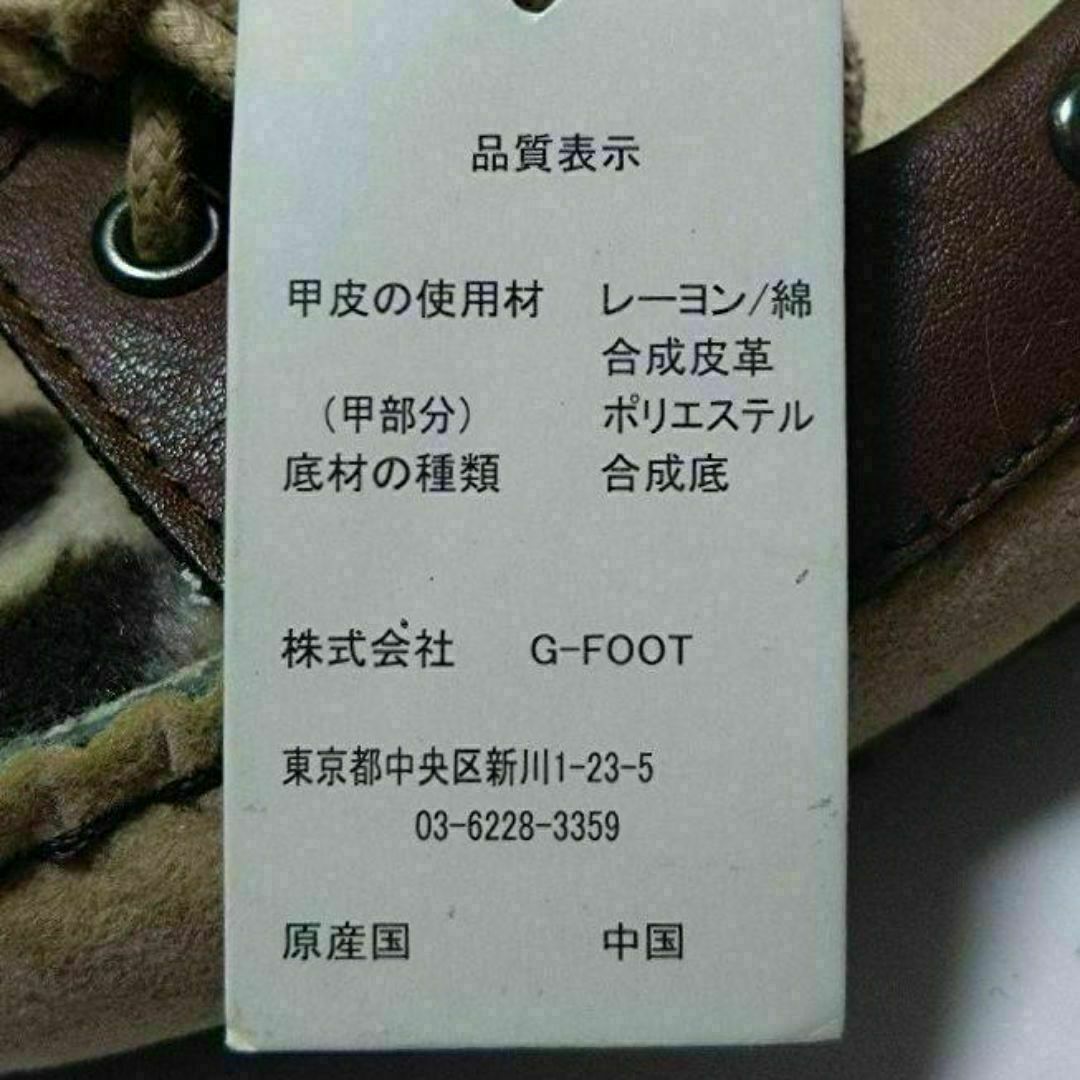 品質表示
甲皮の使用材 レーヨン/綿
合成皮革
(甲部分) ポリエステル
底材の種類 合成底
株式会社 G-FOOT
東京都中央区新川1-23-5
03-6228-3359
原産国 中国